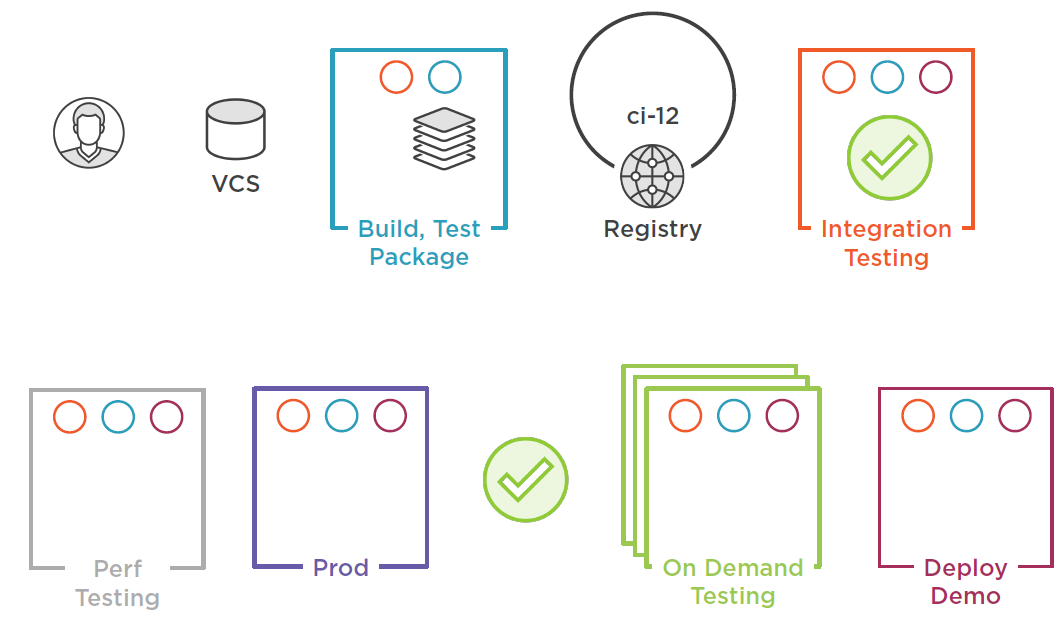 VCS
Build, Test
Package
ci-12
Registry
Integration
Testing
Perf
Testing
Prod
On Demand
Testing
Deploy
Demo